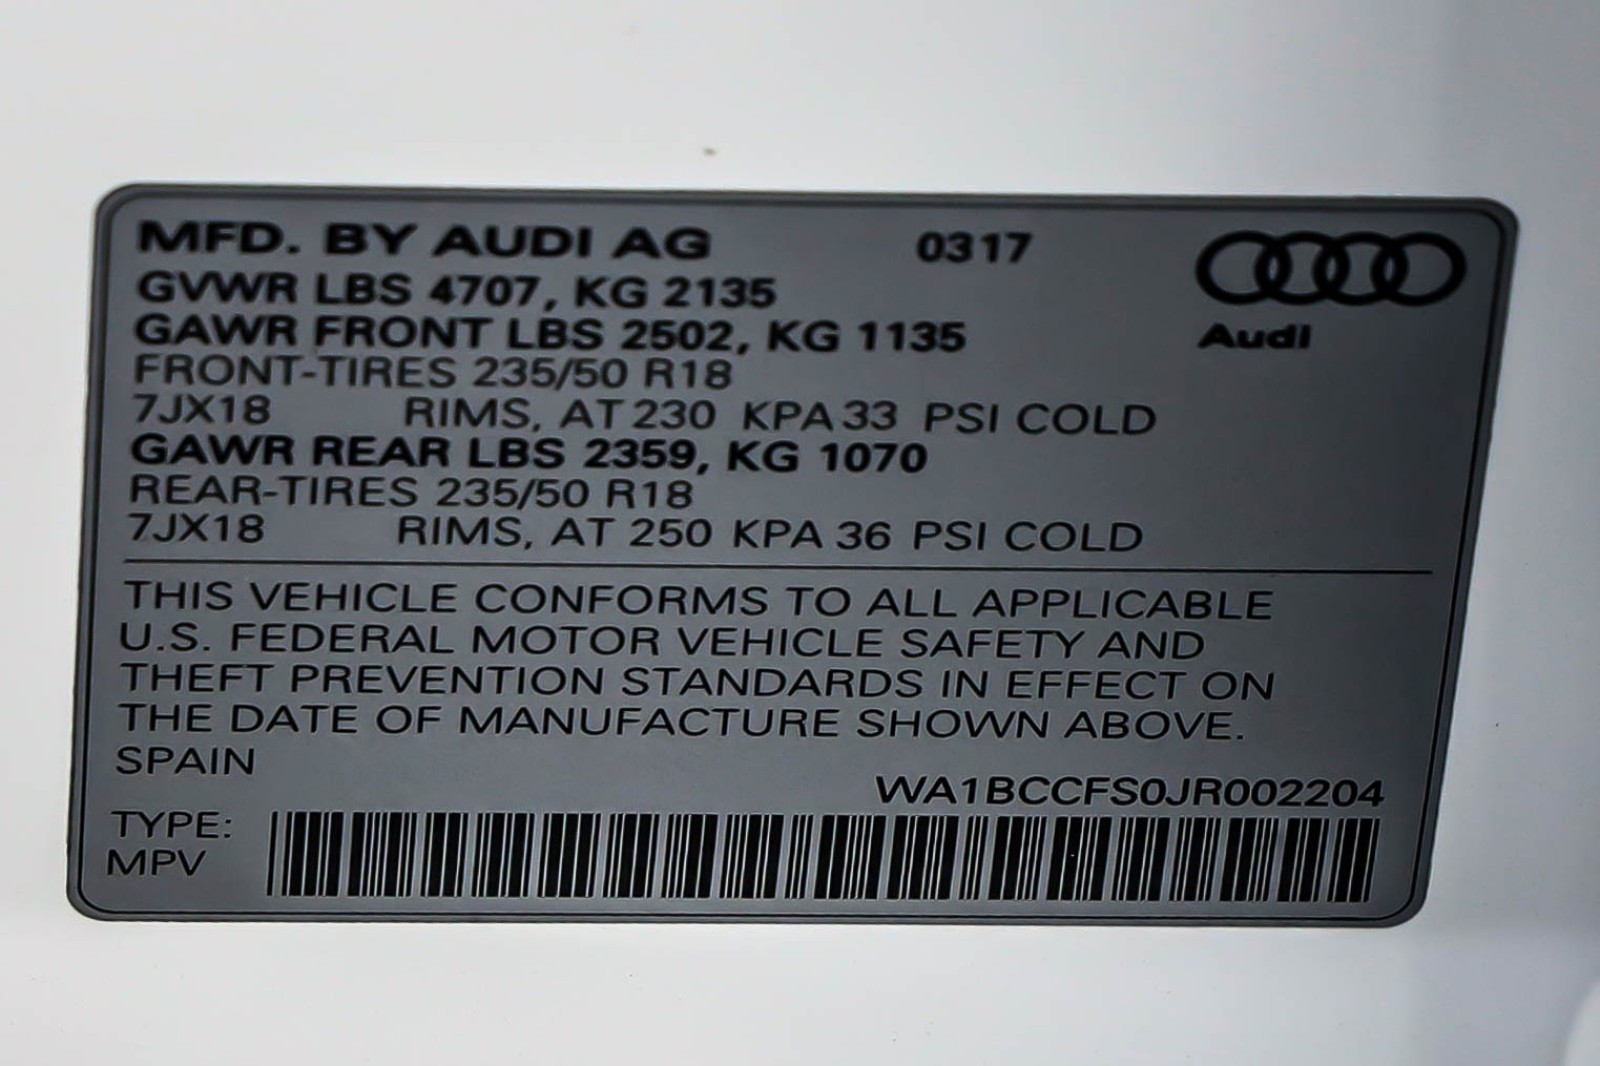 MFD. BY AUDI AG 0317
GVWR LBS 4707, KG 2135
GAWR FRONT LBS 2502, KG 1135
Audi
FRONT-TIRES 235/50 R18
7JX18 RIMS, AT 230 KPA 33 PSI COLD
GAWR REAR LBS 2359, KG 1070
REAR-TIRES 235/50 R18
7JX18 RIMS, AT 250 KPA 36 PSI COLD
THIS VEHICLE CONFORMS TO ALL APPLICABLE
U.S. FEDERAL MOTOR VEHICLE SAFETY AND
THEFT PREVENTION STANDARDS IN EFFECT ON
THE DATE OF MANUFACTURE SHOWN ABOVE.
SPAIN
WA1BCCFS0JR002204
TYPE:
MPV